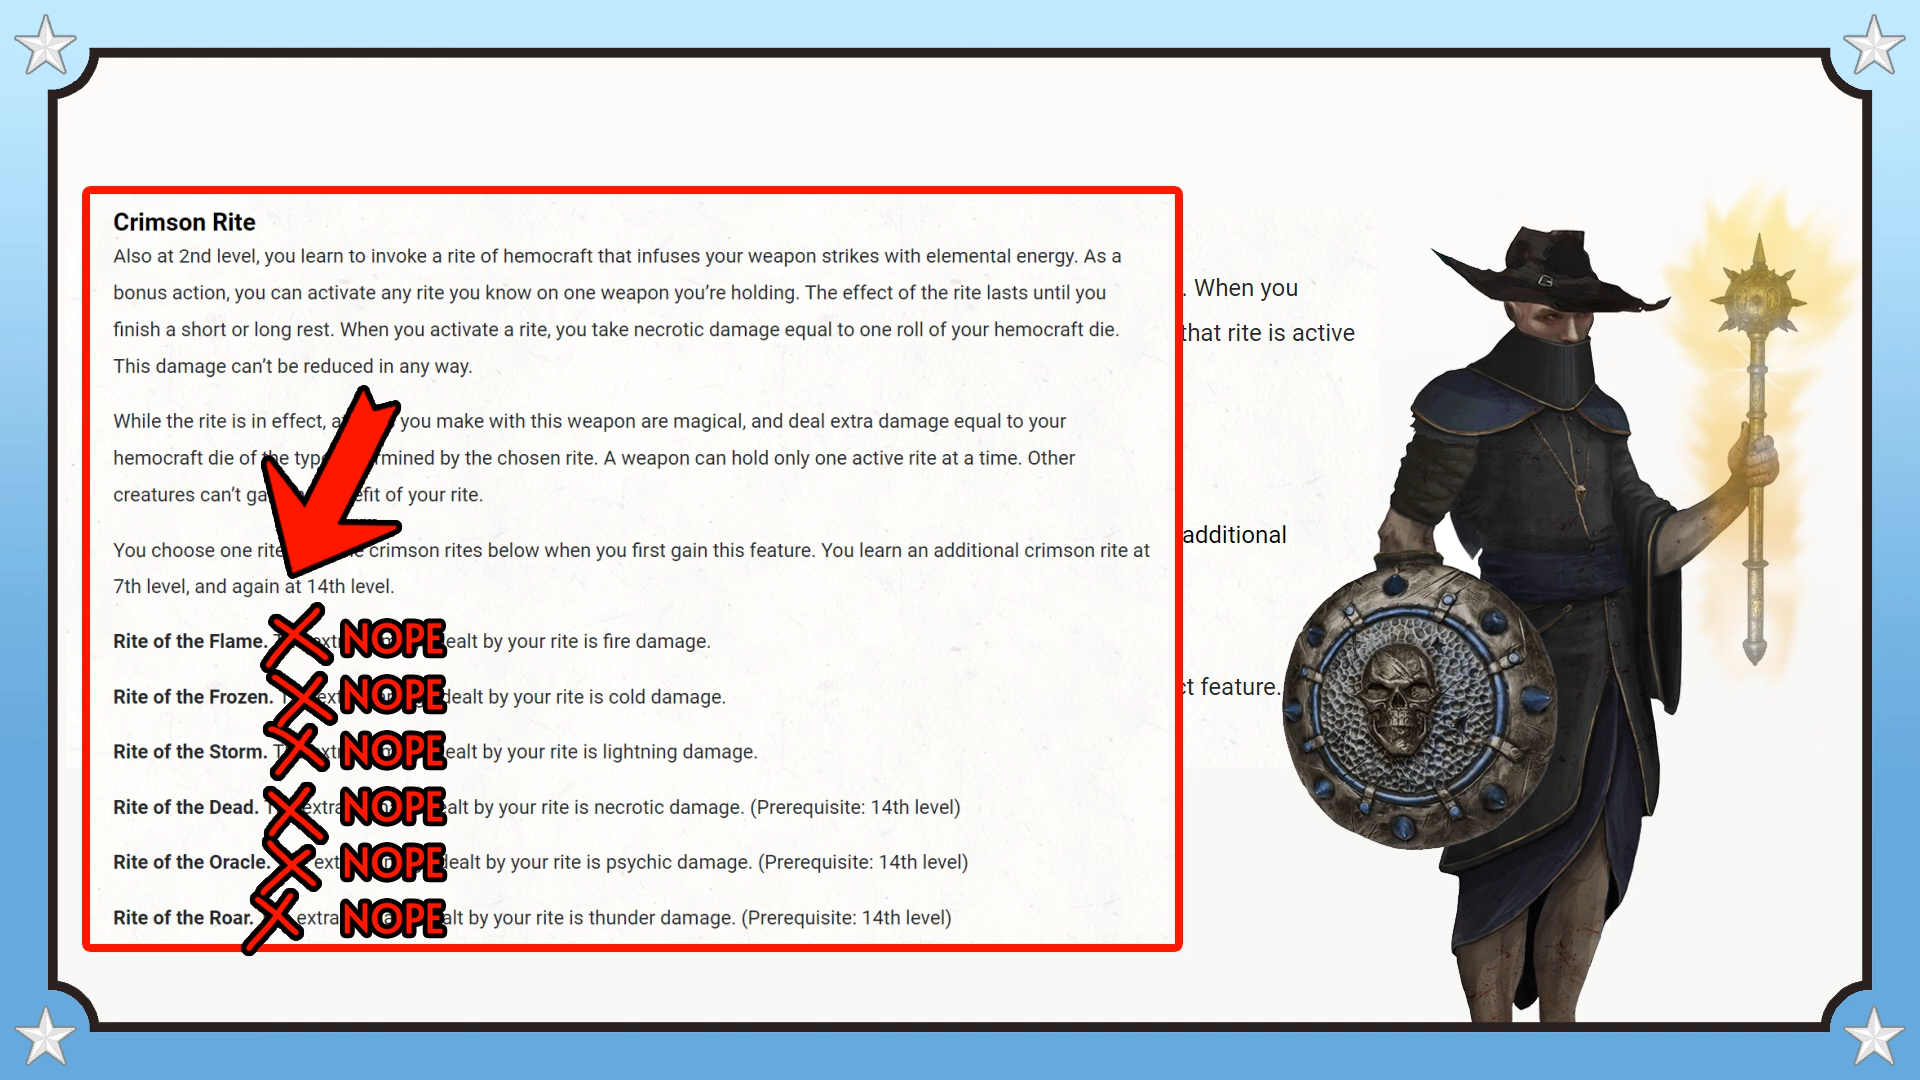 Crimson Rite
Also at 2nd level, you learn to invoke a rite of hemocraft that infuses your weapon strikes with elemental energy. As a
bonus action, you can activate any rite you know on one weapon you’re holding. The effect of the rite lasts until you
finish a short or long rest. When you activate a rite, you take necrotic damage equal to one roll of your hemocraft die.
This damage can’t be reduced in any way.
While the rite is in effect, you make with this weapon are magical, and deal extra damage equal to your
hemocraft die of the chosen rite. A weapon can hold only one active rite at a time. Other
creatures can’t of your rite.
You choose one rite crimson rites below when you first gain this feature. You learn an additional crimson rite at
7th level, and again at 14th level.
Rite of the Flame. NOPE by your rite is fire damage.
Rite of the Frozen. NOPE dealt by your rite is cold damage.
Rite of the Storm. NOPE by your rite is lightning damage.
Rite of the Dead. NOPE by your rite is necrotic damage. (Prerequisite: 14th level)
Rite of the Oracle. NOPE dealt by your rite is psychic damage. (Prerequisite: 14th level)
Rite of the Roar. extra NOPE by your rite is thunder damage. (Prerequisite: 14th level)
. When you
that rite is active
additional
feature.